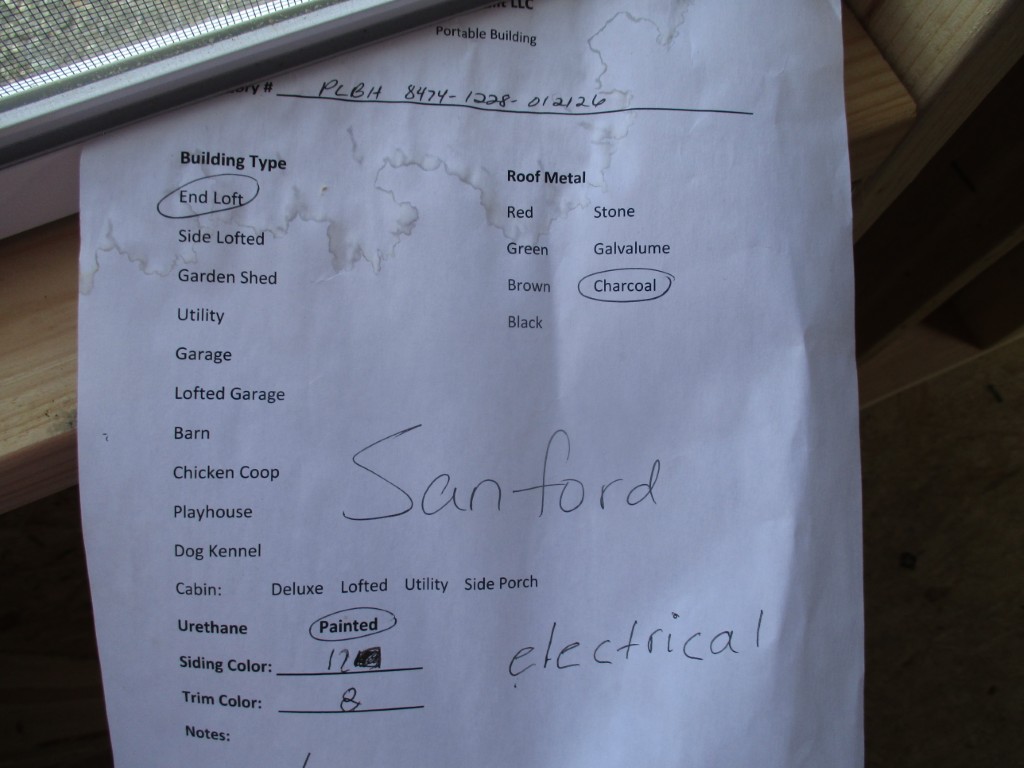 LLC
Portable Building
# PLBH 8474-1228-012126
Building Type
End Loft
Side Lofted
Garden Shed
Utility
Garage
Lofted Garage
Barn
Chicken Coop
Playhouse
Dog Kennel
Cabin: Deluxe Lofted Utility Side Porch
Urethane Painted
Siding Color: 12
Trim Color: 8
Notes:
Roof Metal
Red Stone
Green Galvalume
Brown Charcoal
Black
Sanford
electrical